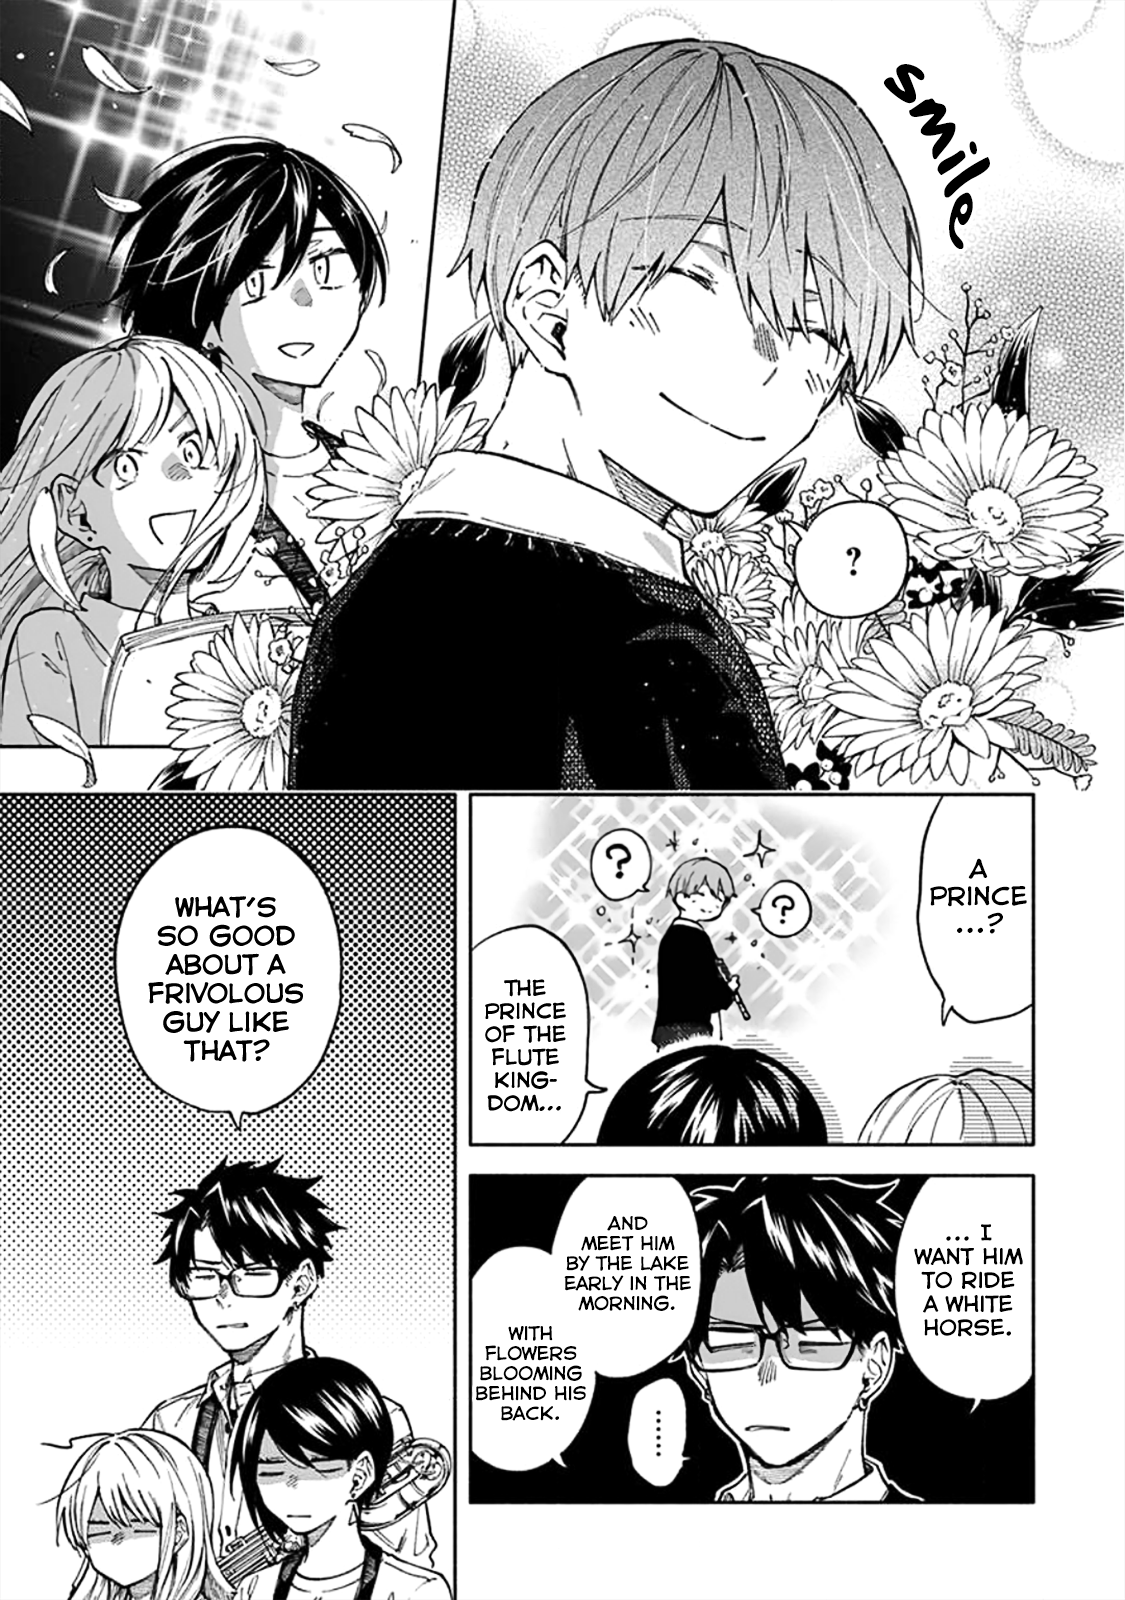 smile
?
A
PRINCE
...?
?
?
THE
PRINCE
OF THE
FLUTE
KING-
DOM...
... I
WANT HIM
TO RIDE
A WHITE
HORSE.
AND
MEET HIM
BY THE LAKE
EARLY IN THE
MORNING.
WITH
FLOWERS
BLOOMING
BEHIND HIS
BACK.
......
WHAT'S
SO GOOD
ABOUT A
FRIVOLOUS
GUY LIKE
THAT?